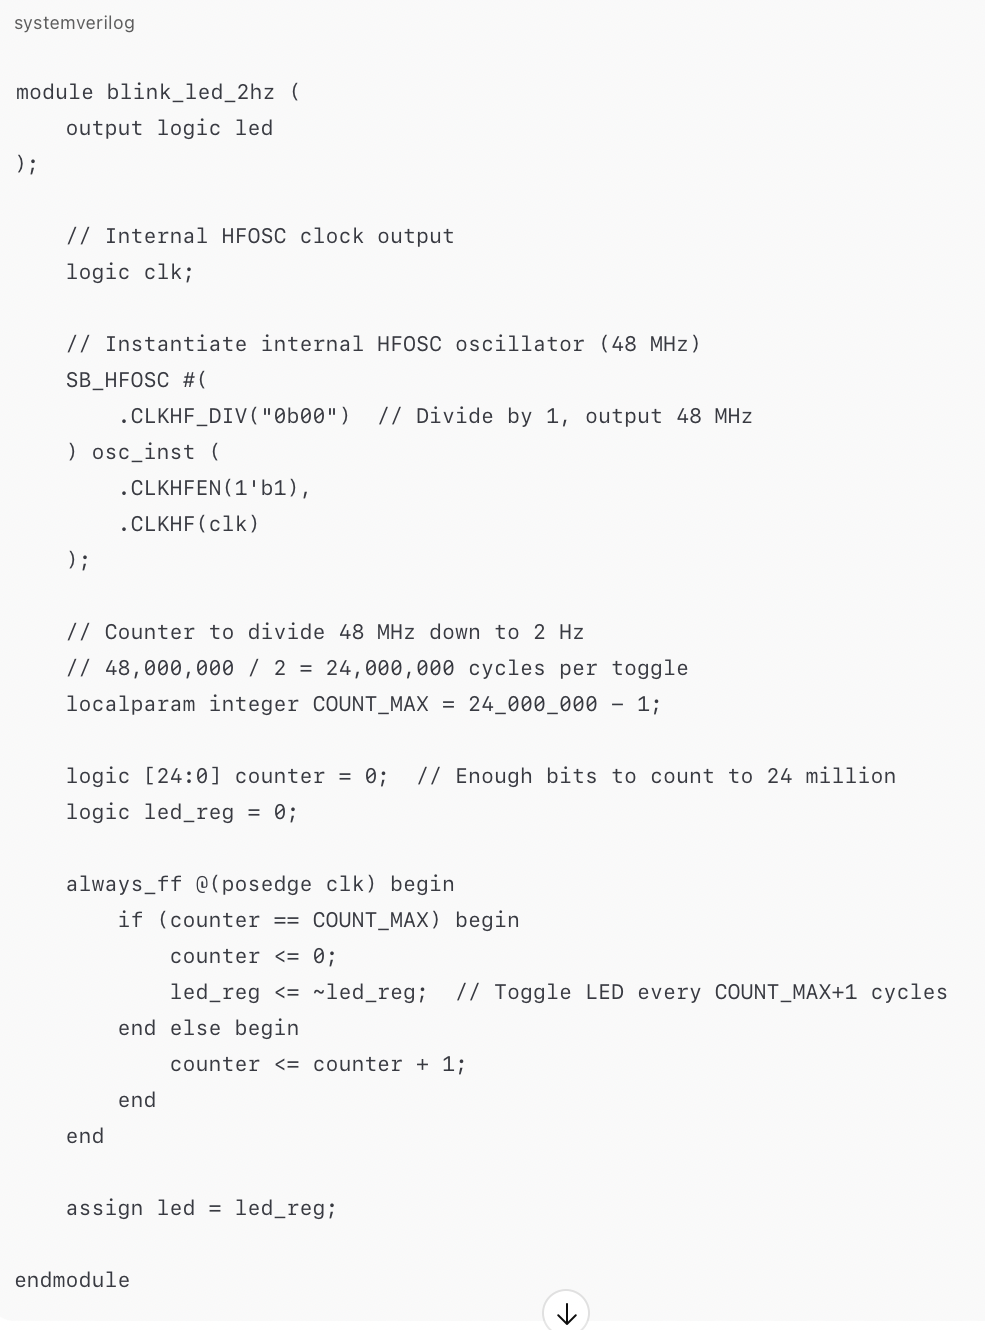 systemverilog
module blink_led_2hz (
    output logic led
);
    // Internal HFOSC clock output
    logic clk;
    // Instantiate internal HFOSC oscillator (48 MHz)
    SB_HFOSC #(
        .CLKHF_DIV("0b00")  // Divide by 1, output 48 MHz
    ) osc_inst (
        .CLKHFEN(1'b1),
        .CLKHF(clk)
    );
    // Counter to divide 48 MHz down to 2 Hz
    // 48,000,000 / 2 = 24,000,000 cycles per toggle
    localparam integer COUNT_MAX = 24_000_000 - 1;
    logic [24:0] counter = 0;  // Enough bits to count to 24 million
    logic led_reg = 0;
    always_ff @(posedge clk) begin
        if (counter == COUNT_MAX) begin
            counter <= 0;
            led_reg <= ~led_reg;  // Toggle LED every COUNT_MAX+1 cycles
        end else begin
            counter <= counter + 1;
        end
    end
    assign led = led_reg;
endmodule